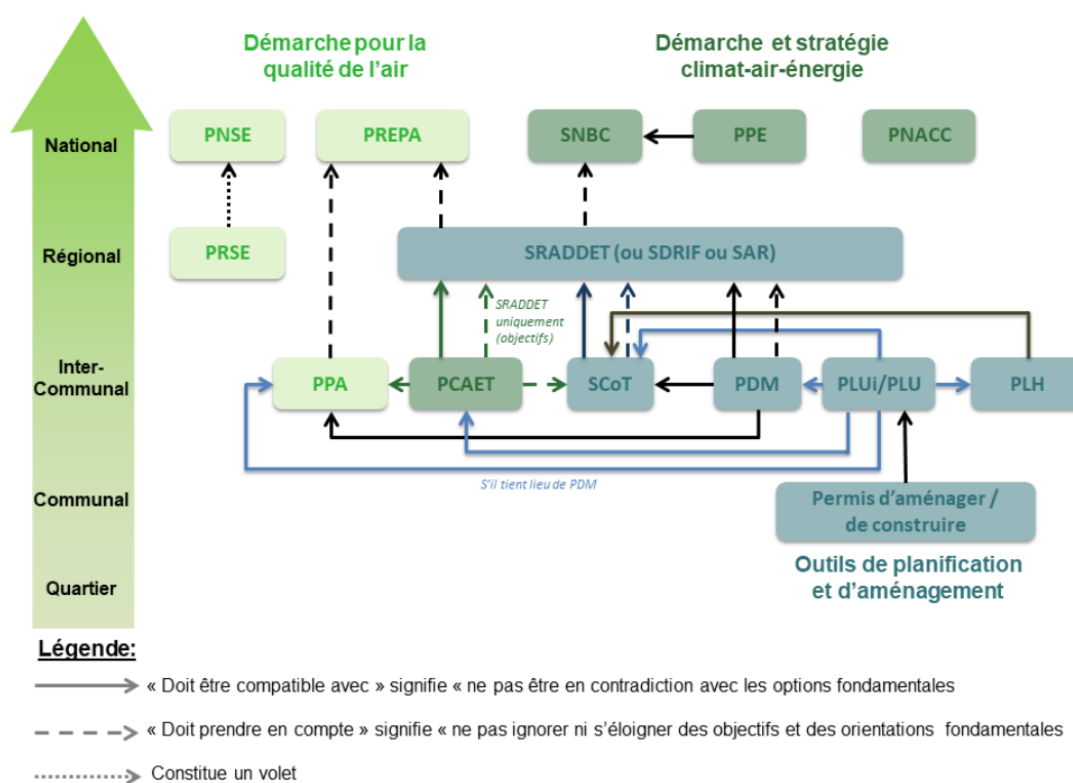 Démarche pour la
qualité de l’air
Démarche et stratégie
climat-air-énergie
National
PNSE
PREPA
SNBC
PPE
PNACC
Régional
PRSE
SRADDET (ou SDRIF ou SAR)
SRADDET
uniquement
(objectifs)
Inter-
Communal
PPA
PCAET
SCoT
PDM
PLUi/PLU
PLH
S'il tient lieu de PDM
Communal
Permis d’aménager /
de construire
Quartier
Outils de planification
et d’aménagement
Légende:
« Doit être compatible avec » signifie « ne pas être en contradiction avec les options fondamentales
« Doit prendre en compte » signifie « ne pas ignorer ni s’éloigner des objectifs et des orientations fondamentales
Constitue un volet